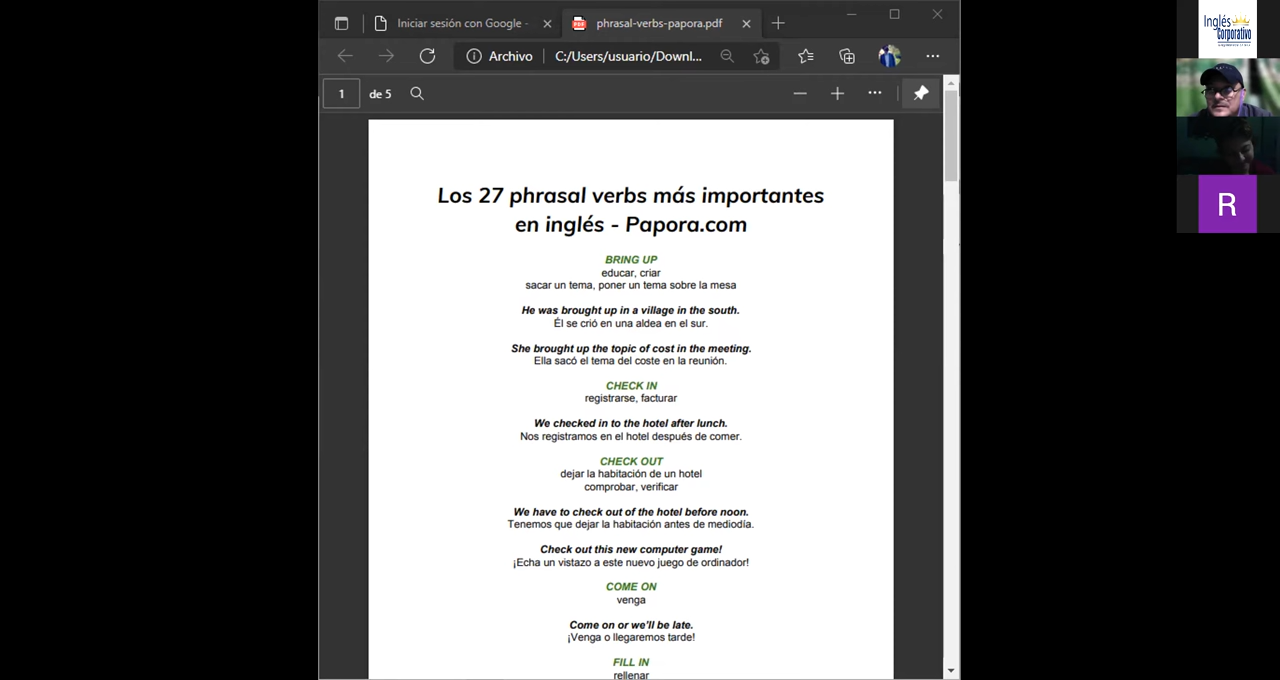 Iniciar sesión con Google -
phrasal-verbs-papora.pdf
Archivo
C:/Users/usuario/Downl...
1 de 5
Los 27 phrasal verbs más importantes
en inglés - Papora.com
BRING UP
educar, criar
sacar un tema, poner un tema sobre la mesa
He was brought up in a village in the south.
Él se crió en una aldea en el sur.
She brought up the topic of cost in the meeting.
Ella sacó el tema del coste en la reunión.
CHECK IN
registrarse, facturar
We checked in to the hotel after lunch.
Nos registramos en el hotel después de comer.
CHECK OUT
dejar la habitación de un hotel
comprobar, verificar
We have to check out of the hotel before noon.
Tenemos que dejar la habitación antes de mediodía.
Check out this new computer game!
¡Echa un vistazo a este nuevo juego de ordinador!
COME ON
venga
Come on or we'll be late.
¡Venga o llegaremos tarde!
FILL IN
rellenar
Inglés
Corporativo
R